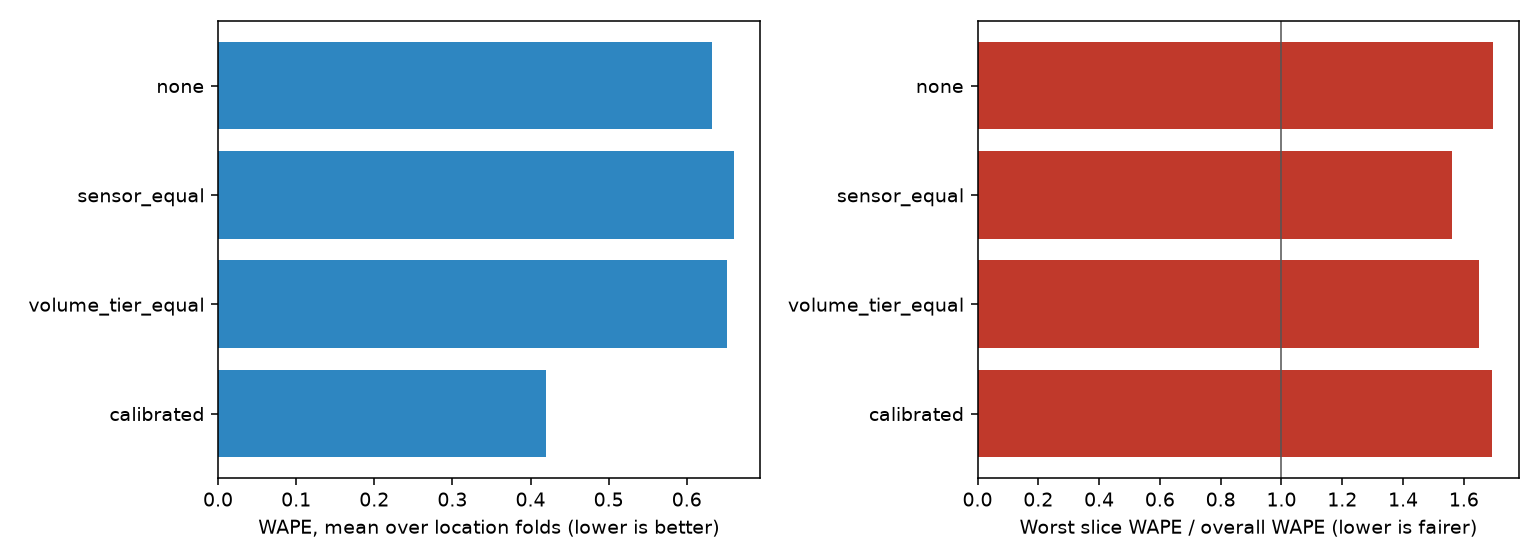 none
sensor_equal
volume_tier_equal
calibrated
0.0 0.1 0.2 0.3 0.4 0.5 0.6
WAPE, mean over location folds (lower is better)
none
sensor_equal
volume_tier_equal
calibrated
0.0 0.2 0.4 0.6 0.8 1.0 1.2 1.4 1.6
Worst slice WAPE / overall WAPE (lower is fairer)